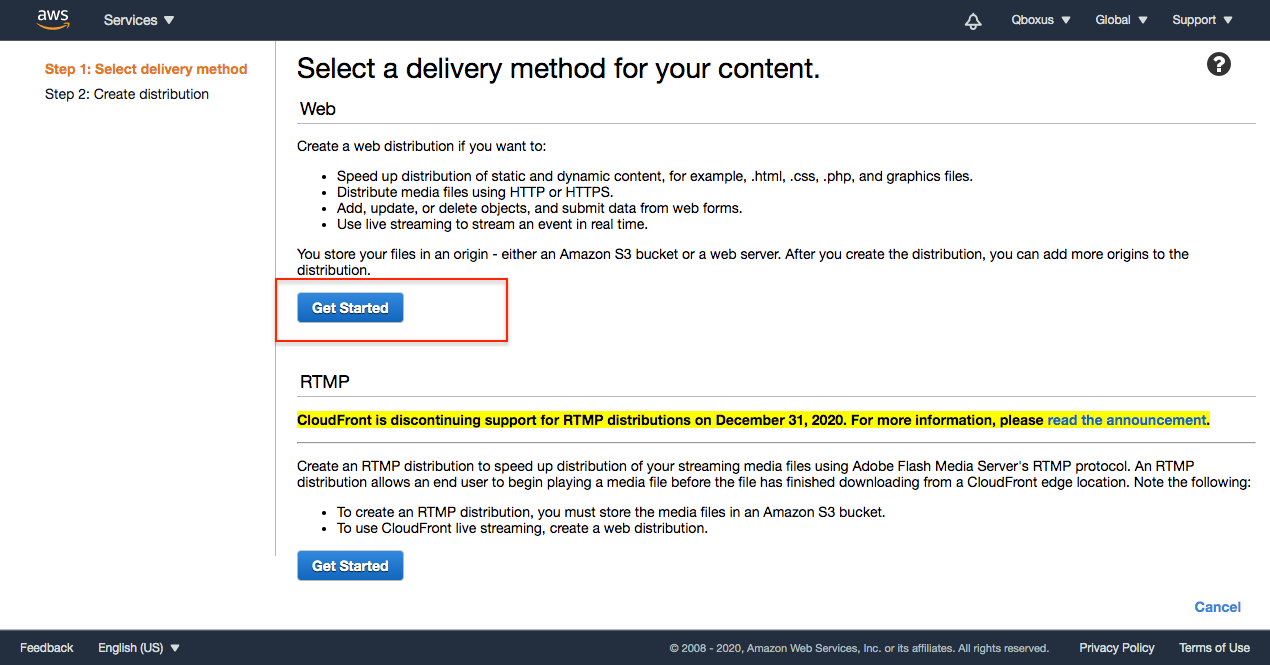 aws
Services
Qboxus
Global
Support
Step 1: Select delivery method
Step 2: Create distribution
Select a delivery method for your content.
?
Web
Create a web distribution if you want to:
• Speed up distribution of static and dynamic content, for example, .html, .css, .php, and graphics files.
• Distribute media files using HTTP or HTTPS.
• Add, update, or delete objects, and submit data from web forms.
• Use live streaming to stream an event in real time.
You store your files in an origin - either an Amazon S3 bucket or a web server. After you create the distribution, you can add more origins to the
distribution.
Get Started
RTMP
CloudFront is discontinuing support for RTMP distributions on December 31, 2020. For more information, please read the announcement.
Create an RTMP distribution to speed up distribution of your streaming media files using Adobe Flash Media Server's RTMP protocol. An RTMP
distribution allows an end user to begin playing a media file before the file has finished downloading from a CloudFront edge location. Note the following:
• To create an RTMP distribution, you must store the media files in an Amazon S3 bucket.
• To use CloudFront live streaming, create a web distribution.
Get Started
Cancel
Feedback
English (US)
© 2008 - 2020, Amazon Web Services, Inc. or its affiliates. All rights reserved.
Privacy Policy
Terms of Use